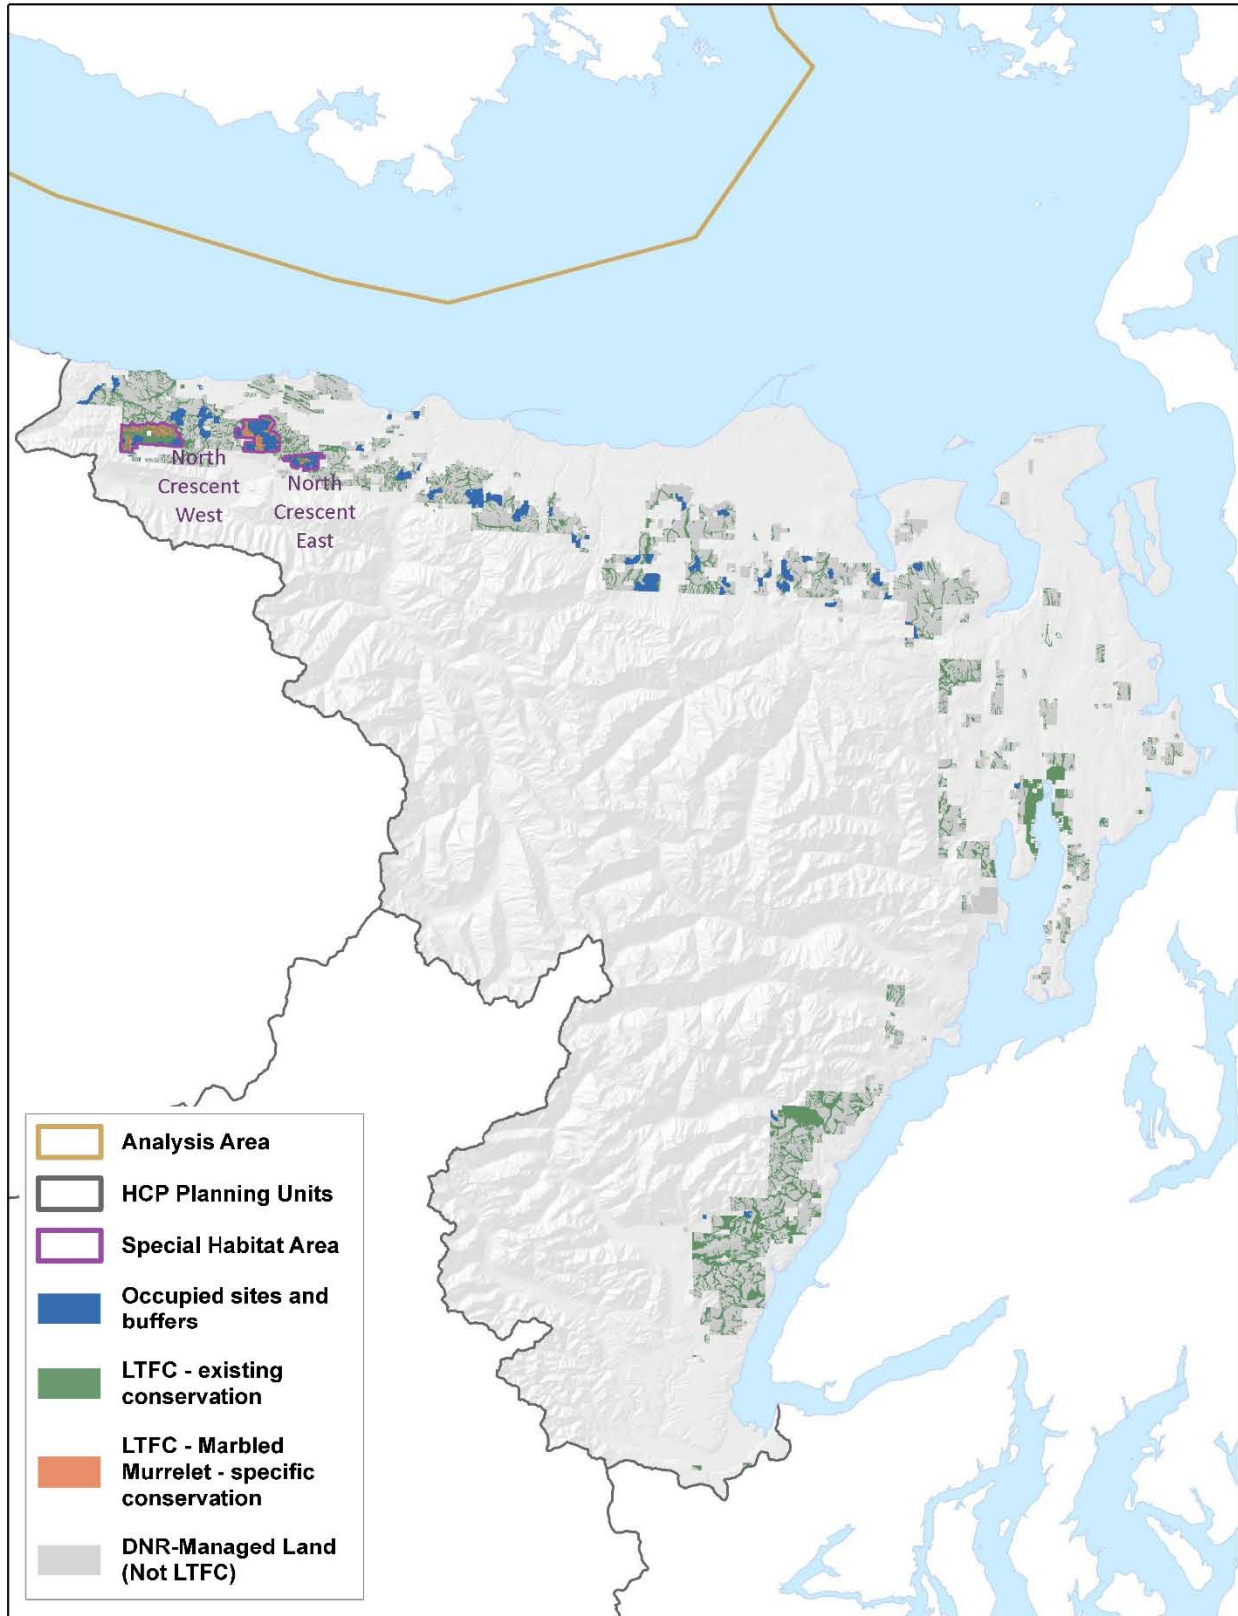 North
Crescent
West
North
Crescent
East
Analysis Area
HCP Planning Units
Special Habitat Area
Occupied sites and
buffers
LTFC - existing
conservation
LTFC - Marbled
Murrelet - specific
conservation
DNR-Managed Land
(Not LTFC)